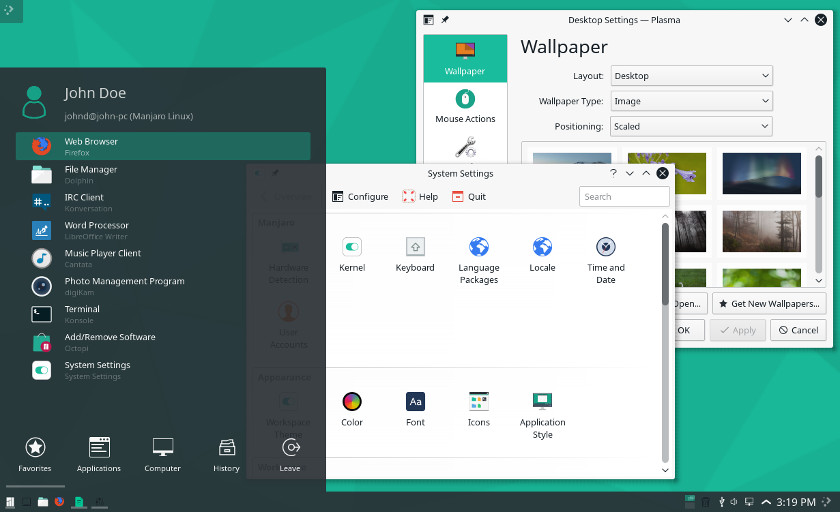 Desktop Settings — Plasma
Wallpaper
Wallpaper
Layout: Desktop
Mouse Actions
Wallpaper Type: Image
Positioning: Scaled
Open...
Get New Wallpapers...
OK
Apply
Cancel
John Doe
johnd@john-pc (Manjaro Linux)
Web Browser
Firefox
File Manager
Dolphin
IRC Client
Konversation
Word Processor
LibreOffice Writer
Music Player Client
Cantata
Photo Management Program
digiKam
Terminal
Konsole
Add/Remove Software
Octopi
System Settings
System Settings
Favorites
Applications
Computer
History
Leave
System Settings
Configure
Help
Quit
Search
Manjaro
Hardware
Detection
Kernel
Keyboard
Language
Packages
Locale
Time and
Date
User
Accounts
Appearance
Workspace
Theme
Color
Aa
Font
Icons
Application
Style
3:19 PM